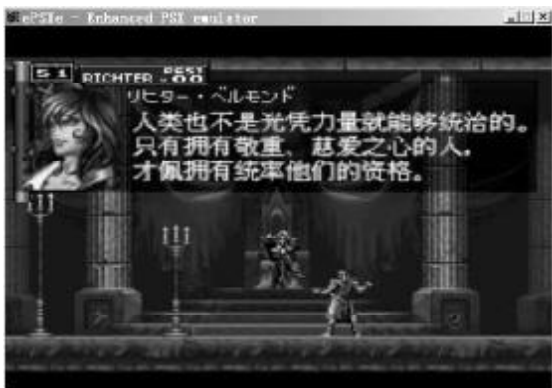 ePSXe - Enhanced PSX emulator
51
RICHTER
REST
リヒター・ベルモンド
人类也不是光凭力量就能够统治的。
只有拥有敬重、慈爱之心的人，
才佩拥有统率他们的资格。